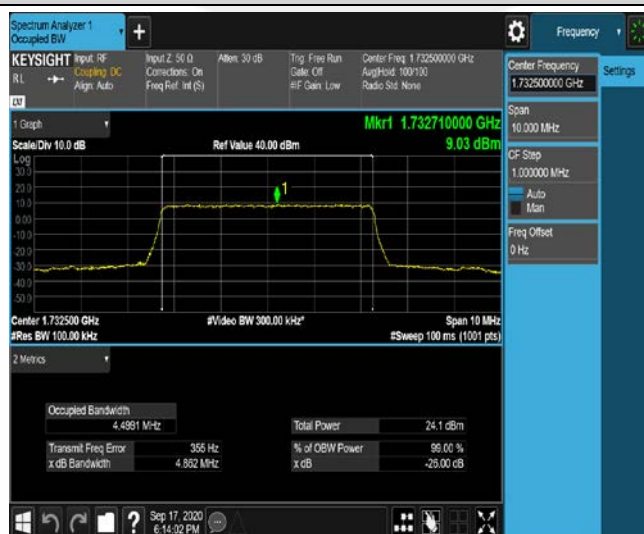 Spectrum Analyzer 1
Occupied BW
Frequency
KEYSIGHT
R L
Input: RF
Coupling: DC
Align: Auto
Input Z: 50 Ω
Corrections: On
Freq Ref: Int (S)
Atten: 30 dB
Trig: Free Run
Gate: Off
#IF Gain: Low
Center Freq: 1.732500000 GHz
Avg|Hold: 100/100
Radio Std: None
Center Frequency
1.732500000 GHz
Settings
Span
10.000 MHz
CF Step
1.000000 MHz
Auto
Man
Freq Offset
0 Hz
1 Graph
Scale/Div 10.0 dB
Ref Value 40.00 dBm
Mkr1 1.732710000 GHz
9.03 dBm
Log
30.0
20.0
10.0
0.00
-10.0
-20.0
-30.0
-40.0
-50.0
1
Center 1.732500 GHz
#Video BW 300.00 kHz*
Span 10 MHz
#Res BW 100.00 kHz
#Sweep 100 ms (1001 pts)
2 Metrics
Occupied Bandwidth
4.4991 MHz
Total Power 24.1 dBm
Transmit Freq Error 355 Hz
% of OBW Power 99.00 %
x dB Bandwidth 4.862 MHz
x dB -26.00 dB
Sep 17, 2020
6:14:02 PM